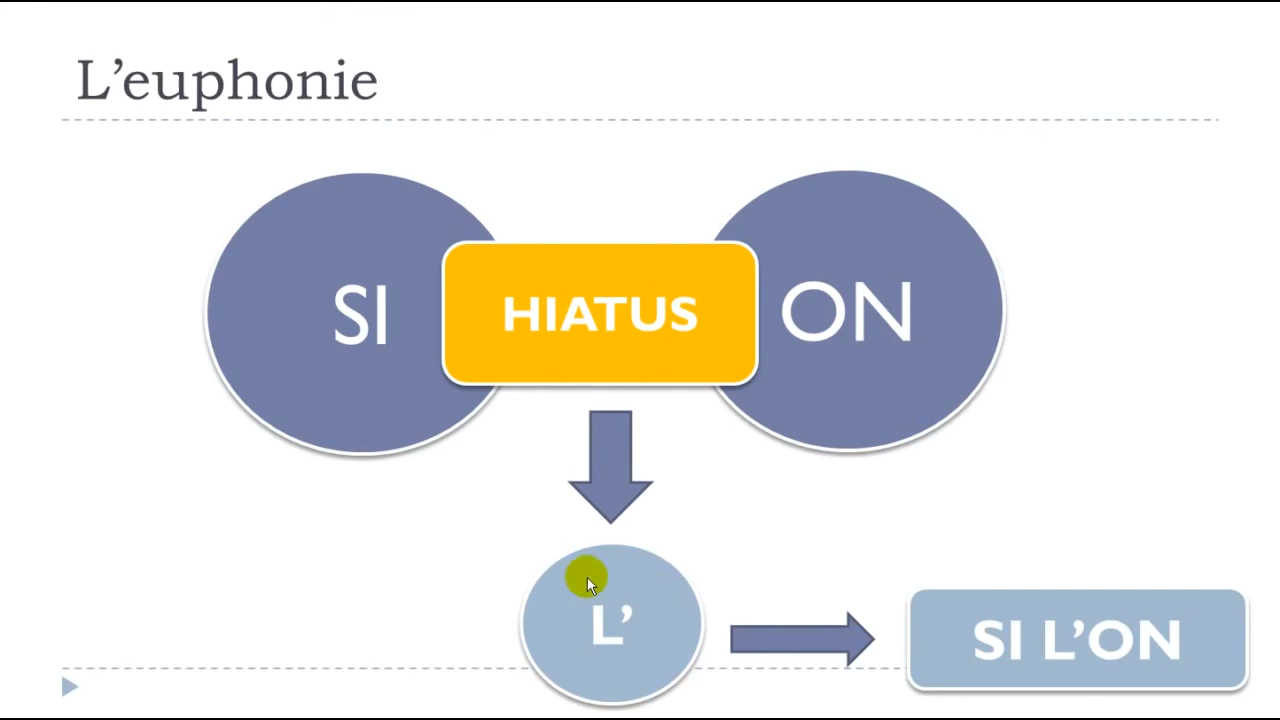 L’euphonie
SI
HIATUS
ON
L’
SI L’ON